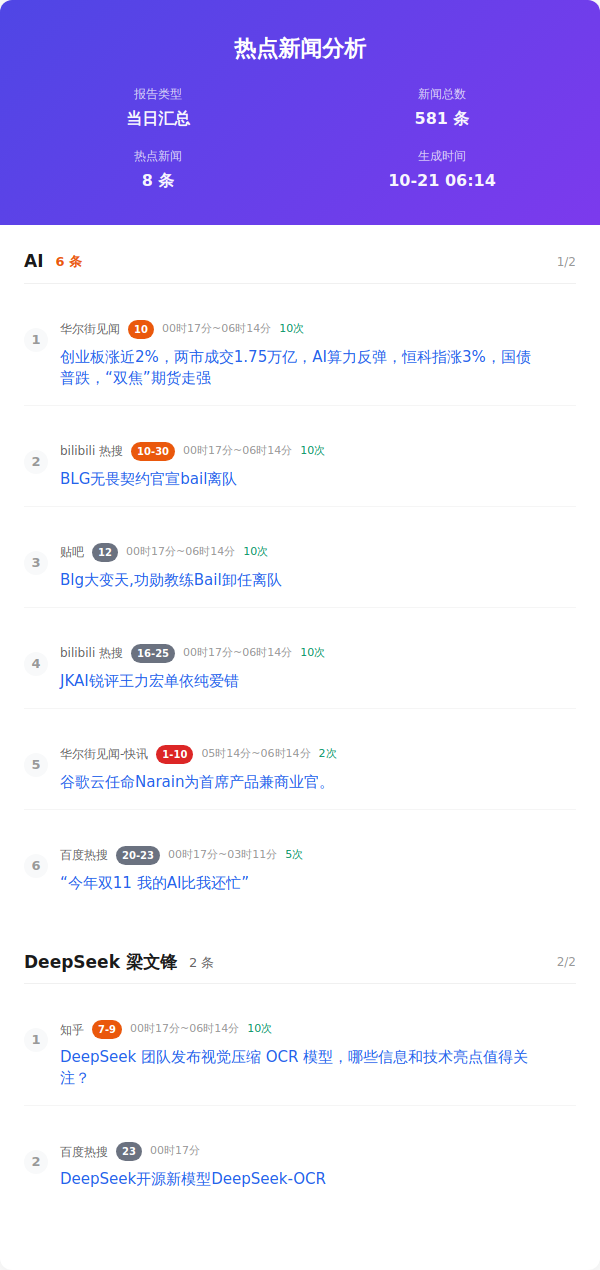 热点新闻分析
报告类型 新闻总数
当日汇总 581 条
热点新闻 生成时间
8 条 10-21 06:14
AI 6 条 1/2
1 华尔街见闻 10 00时17分~06时14分 10次
创业板涨近2%，两市成交1.75万亿，AI算力反弹，恒科指涨3%，国债
普跌，“双焦”期货走强
2 bilibili 热搜 10-30 00时17分~06时14分 10次
BLG无畏契约官宣bail离队
3 贴吧 12 00时17分~06时14分 10次
Blg大变天,功勋教练Bail卸任离队
4 bilibili 热搜 16-25 00时17分~06时14分 10次
JKAI锐评王力宏单依纯爱错
5 华尔街见闻-快讯 1-10 05时14分~06时14分 2次
谷歌云任命Narain为首席产品兼商业官。
6 百度热搜 20-23 00时17分~03时11分 5次
“今年双11 我的AI比我还忙”
DeepSeek 梁文锋 2 条 2/2
1 知乎 7-9 00时17分~06时14分 10次
DeepSeek 团队发布视觉压缩 OCR 模型，哪些信息和技术亮点值得关
注？
2 百度热搜 23 00时17分
DeepSeek开源新模型DeepSeek-OCR